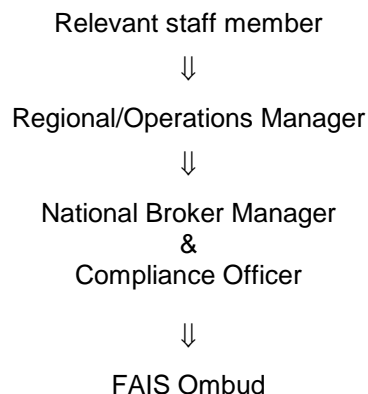 Relevant staff member
⇓
Regional/Operations Manager
⇓
National Broker Manager
&
Compliance Officer
⇓
FAIS Ombud